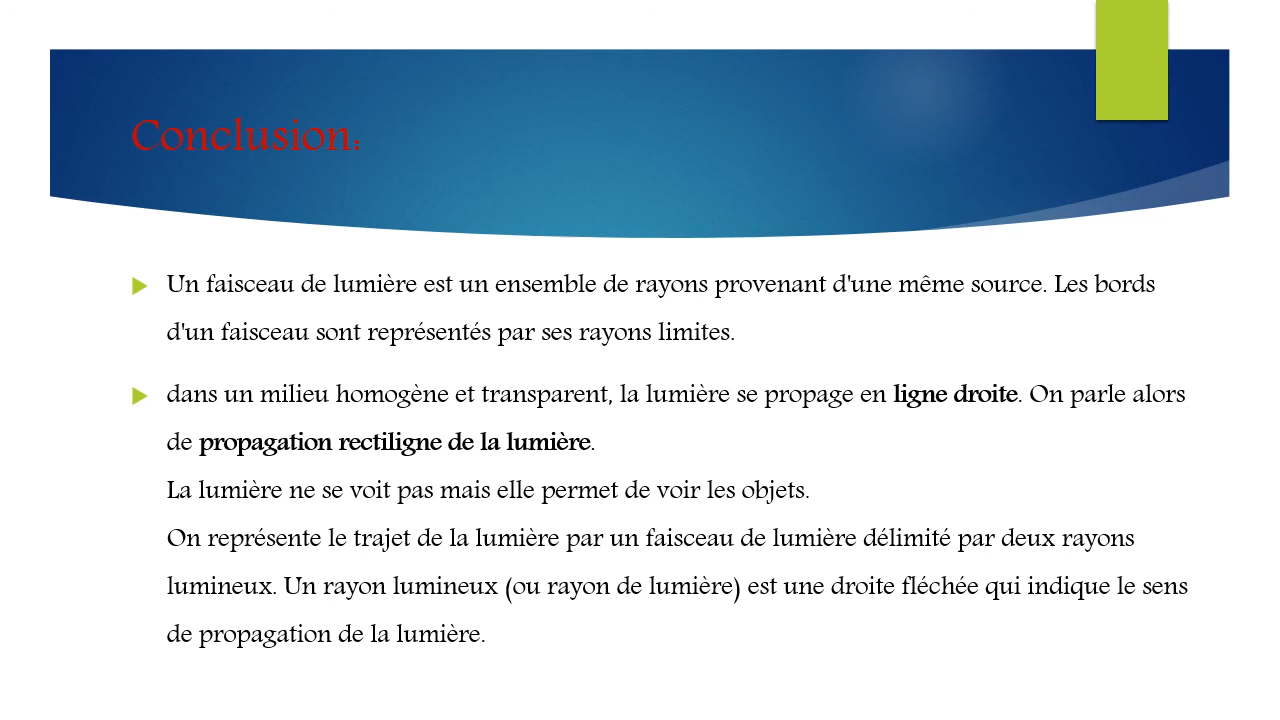 Conclusion:
Un faisceau de lumière est un ensemble de rayons provenant d'une même source. Les bords
d'un faisceau sont représentés par ses rayons limites.
dans un milieu homogène et transparent, la lumière se propage en ligne droite. On parle alors
de propagation rectiligne de la lumière.
La lumière ne se voit pas mais elle permet de voir les objets.
On représente le trajet de la lumière par un faisceau de lumière délimité par deux rayons
lumineux. Un rayon lumineux (ou rayon de lumière) est une droite fléchée qui indique le sens
de propagation de la lumière.